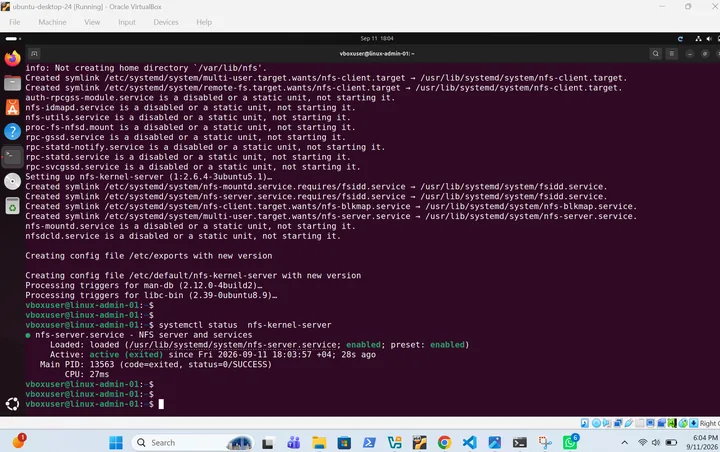 ubuntu-desktop-24 [Running] - Oracle VirtualBox
File Machine View Input Devices Help
Sep 11 18:04
vboxuser@linux-admin-01: ~
info: Not creating home directory `/var/lib/nfs'.
Created symlink /etc/systemd/system/multi-user.target.wants/nfs-client.target → /usr/lib/systemd/system/nfs-client.target.
Created symlink /etc/systemd/system/remote-fs.target.wants/nfs-client.target → /usr/lib/systemd/system/nfs-client.target.
auth-rpcgss-module.service is a disabled or a static unit, not starting it.
nfs-idmapd.service is a disabled or a static unit, not starting it.
nfs-utils.service is a disabled or a static unit, not starting it.
proc-fs-nfsd.mount is a disabled or a static unit, not starting it.
rpc-gssd.service is a disabled or a static unit, not starting it.
rpc-statd-notify.service is a disabled or a static unit, not starting it.
rpc-statd.service is a disabled or a static unit, not starting it.
rpc-svcgssd.service is a disabled or a static unit, not starting it.
Setting up nfs-kernel-server (1:2.6.4-3ubuntu5.1)…
Created symlink /etc/systemd/system/nfs-mountd.service.requires/fsidd.service → /usr/lib/systemd/system/fsidd.service.
Created symlink /etc/systemd/system/nfs-server.service.requires/fsidd.service → /usr/lib/systemd/system/fsidd.service.
Created symlink /etc/systemd/system/nfs-client.target.wants/nfs-blkmap.service → /usr/lib/systemd/system/nfs-blkmap.service.
Created symlink /etc/systemd/system/multi-user.target.wants/nfs-server.service → /usr/lib/systemd/system/nfs-server.service.
nfs-mountd.service is a disabled or a static unit, not starting it.
nfsdcld.service is a disabled or a static unit, not starting it.
Creating config file /etc/exports with new version
Creating config file /etc/default/nfs-kernel-server with new version
Processing triggers for man-db (2.12.0-4build2)…
Processing triggers for libc-bin (2.39-0ubuntu8.9)…
vboxuser@linux-admin-01:~$
vboxuser@linux-admin-01:~$
vboxuser@linux-admin-01:~$ systemctl status  nfs-kernel-server
● nfs-server.service - NFS server and services
Loaded: loaded (/usr/lib/systemd/system/nfs-server.service; enabled; preset: enabled)
Active: active (exited) since Fri 2026-09-11 18:03:57 +04; 28s ago
Main PID: 13563 (code=exited, status=0/SUCCESS)
CPU: 27ms
vboxuser@linux-admin-01:~$
vboxuser@linux-admin-01:~$
vboxuser@linux-admin-01:~$
Right C
1
Search
6
6:04 PM
9/11/2026